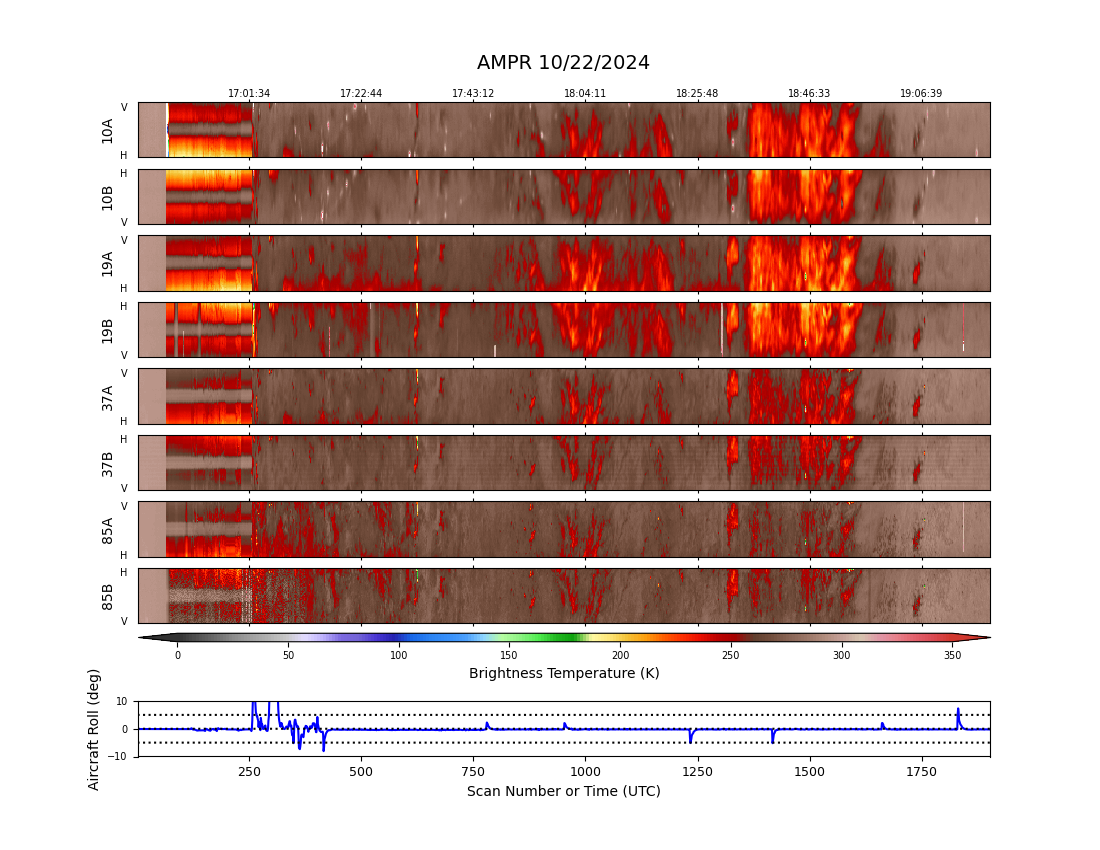 AMPR 10/22/2024
17:01:34 17:22:44 17:43:12 18:04:11 18:25:48 18:46:33 19:06:39
V
10A
H
H
10B
V
V
19A
H
H
19B
V
V
37A
H
H
37B
V
V
85A
H
H
85B
V
0 50 100 150 200 250 300 350
Brightness Temperature (K)
Aircraft Roll (deg)
10
0
−10
250 500 750 1000 1250 1500 1750
Scan Number or Time (UTC)